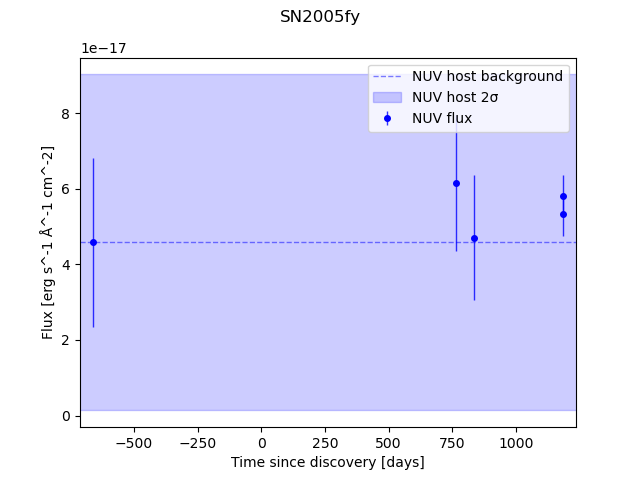 SN2005fy
1e−17
NUV host background
NUV host 2σ
NUV flux
8
6
4
2
0
Flux [erg s^-1 Å^-1 cm^-2]
−500
−250
0
250
500
750
1000
Time since discovery [days]